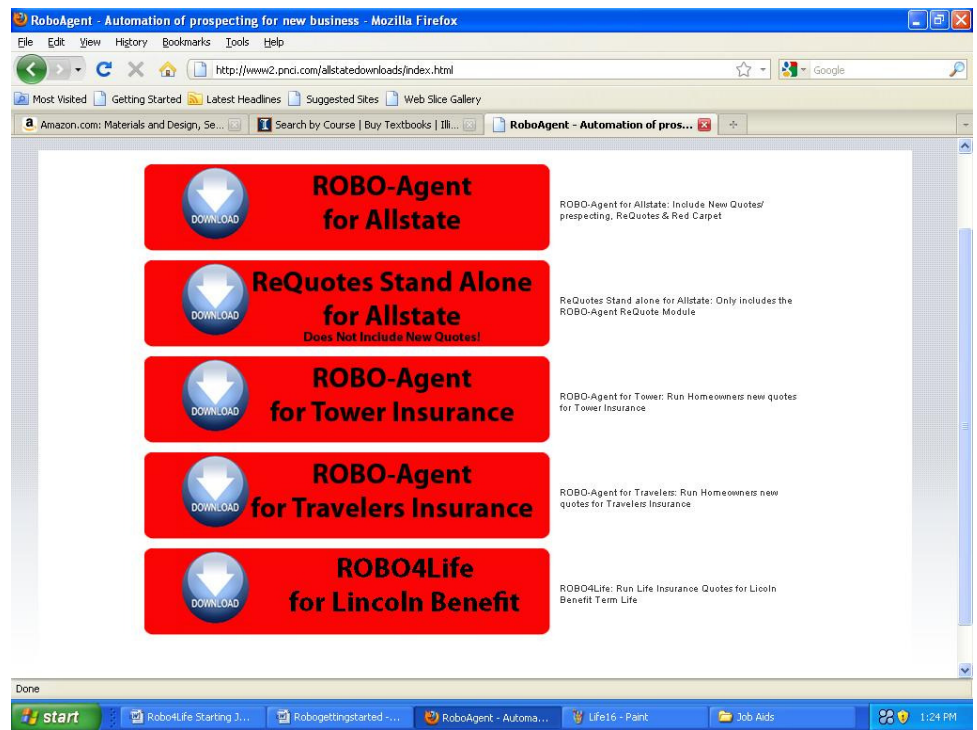 RoboAgent - Automation of prospecting for new business - Mozilla Firefox
File Edit View History Bookmarks Tools Help
http://www2.pnci.com/allstatedownloads/index.html
Google
Most Visited Getting Started Latest Headlines Suggested Sites Web Slice Gallery
Amazon.com: Materials and Design, Se... Search by Course | Buy Textbooks | Illi... RoboAgent - Automation of pros...
DOWNLOAD
ROBO-Agent
for Allstate
ROBO-Agent for Allstate: Include New Quotes/
prespecting, ReQuotes & Red Carpet
DOWNLOAD
ReQuotes Stand Alone
for Allstate
Does Not Include New Quotes!
ReQuotes Stand alone for Allstate: Only includes the
ROBO-Agent ReQuote Module
DOWNLOAD
ROBO-Agent
for Tower Insurance
ROBO-Agent for Tower: Run Homeowners new quotes
for Tower Insurance
DOWNLOAD
ROBO-Agent
for Travelers Insurance
ROBO-Agent for Travelers: Run Homeowners new
quotes for Travelers Insurance
DOWNLOAD
ROBO4Life
for Lincoln Benefit
ROBO4Life: Run Life Insurance Quotes for Licoln
Benefit Term Life
Done
start Robo4Life Starting J... Robogettingstarted -... RoboAgent - Automa... Life16 - Paint Job Aids 1:24 PM